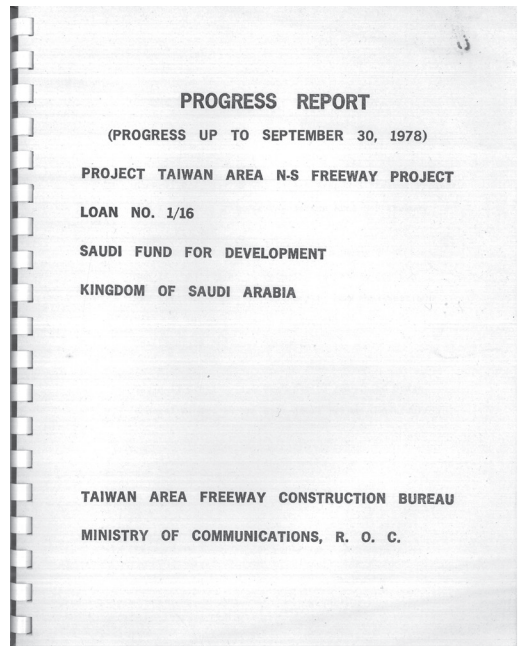 PROGRESS REPORT
(PROGRESS UP TO SEPTEMBER 30, 1978)
PROJECT TAIWAN AREA N-S FREEWAY PROJECT
LOAN NO. 1/16
SAUDI FUND FOR DEVELOPMENT
KINGDOM OF SAUDI ARABIA
TAIWAN AREA FREEWAY CONSTRUCTION BUREAU
MINISTRY OF COMMUNICATIONS, R. O. C.